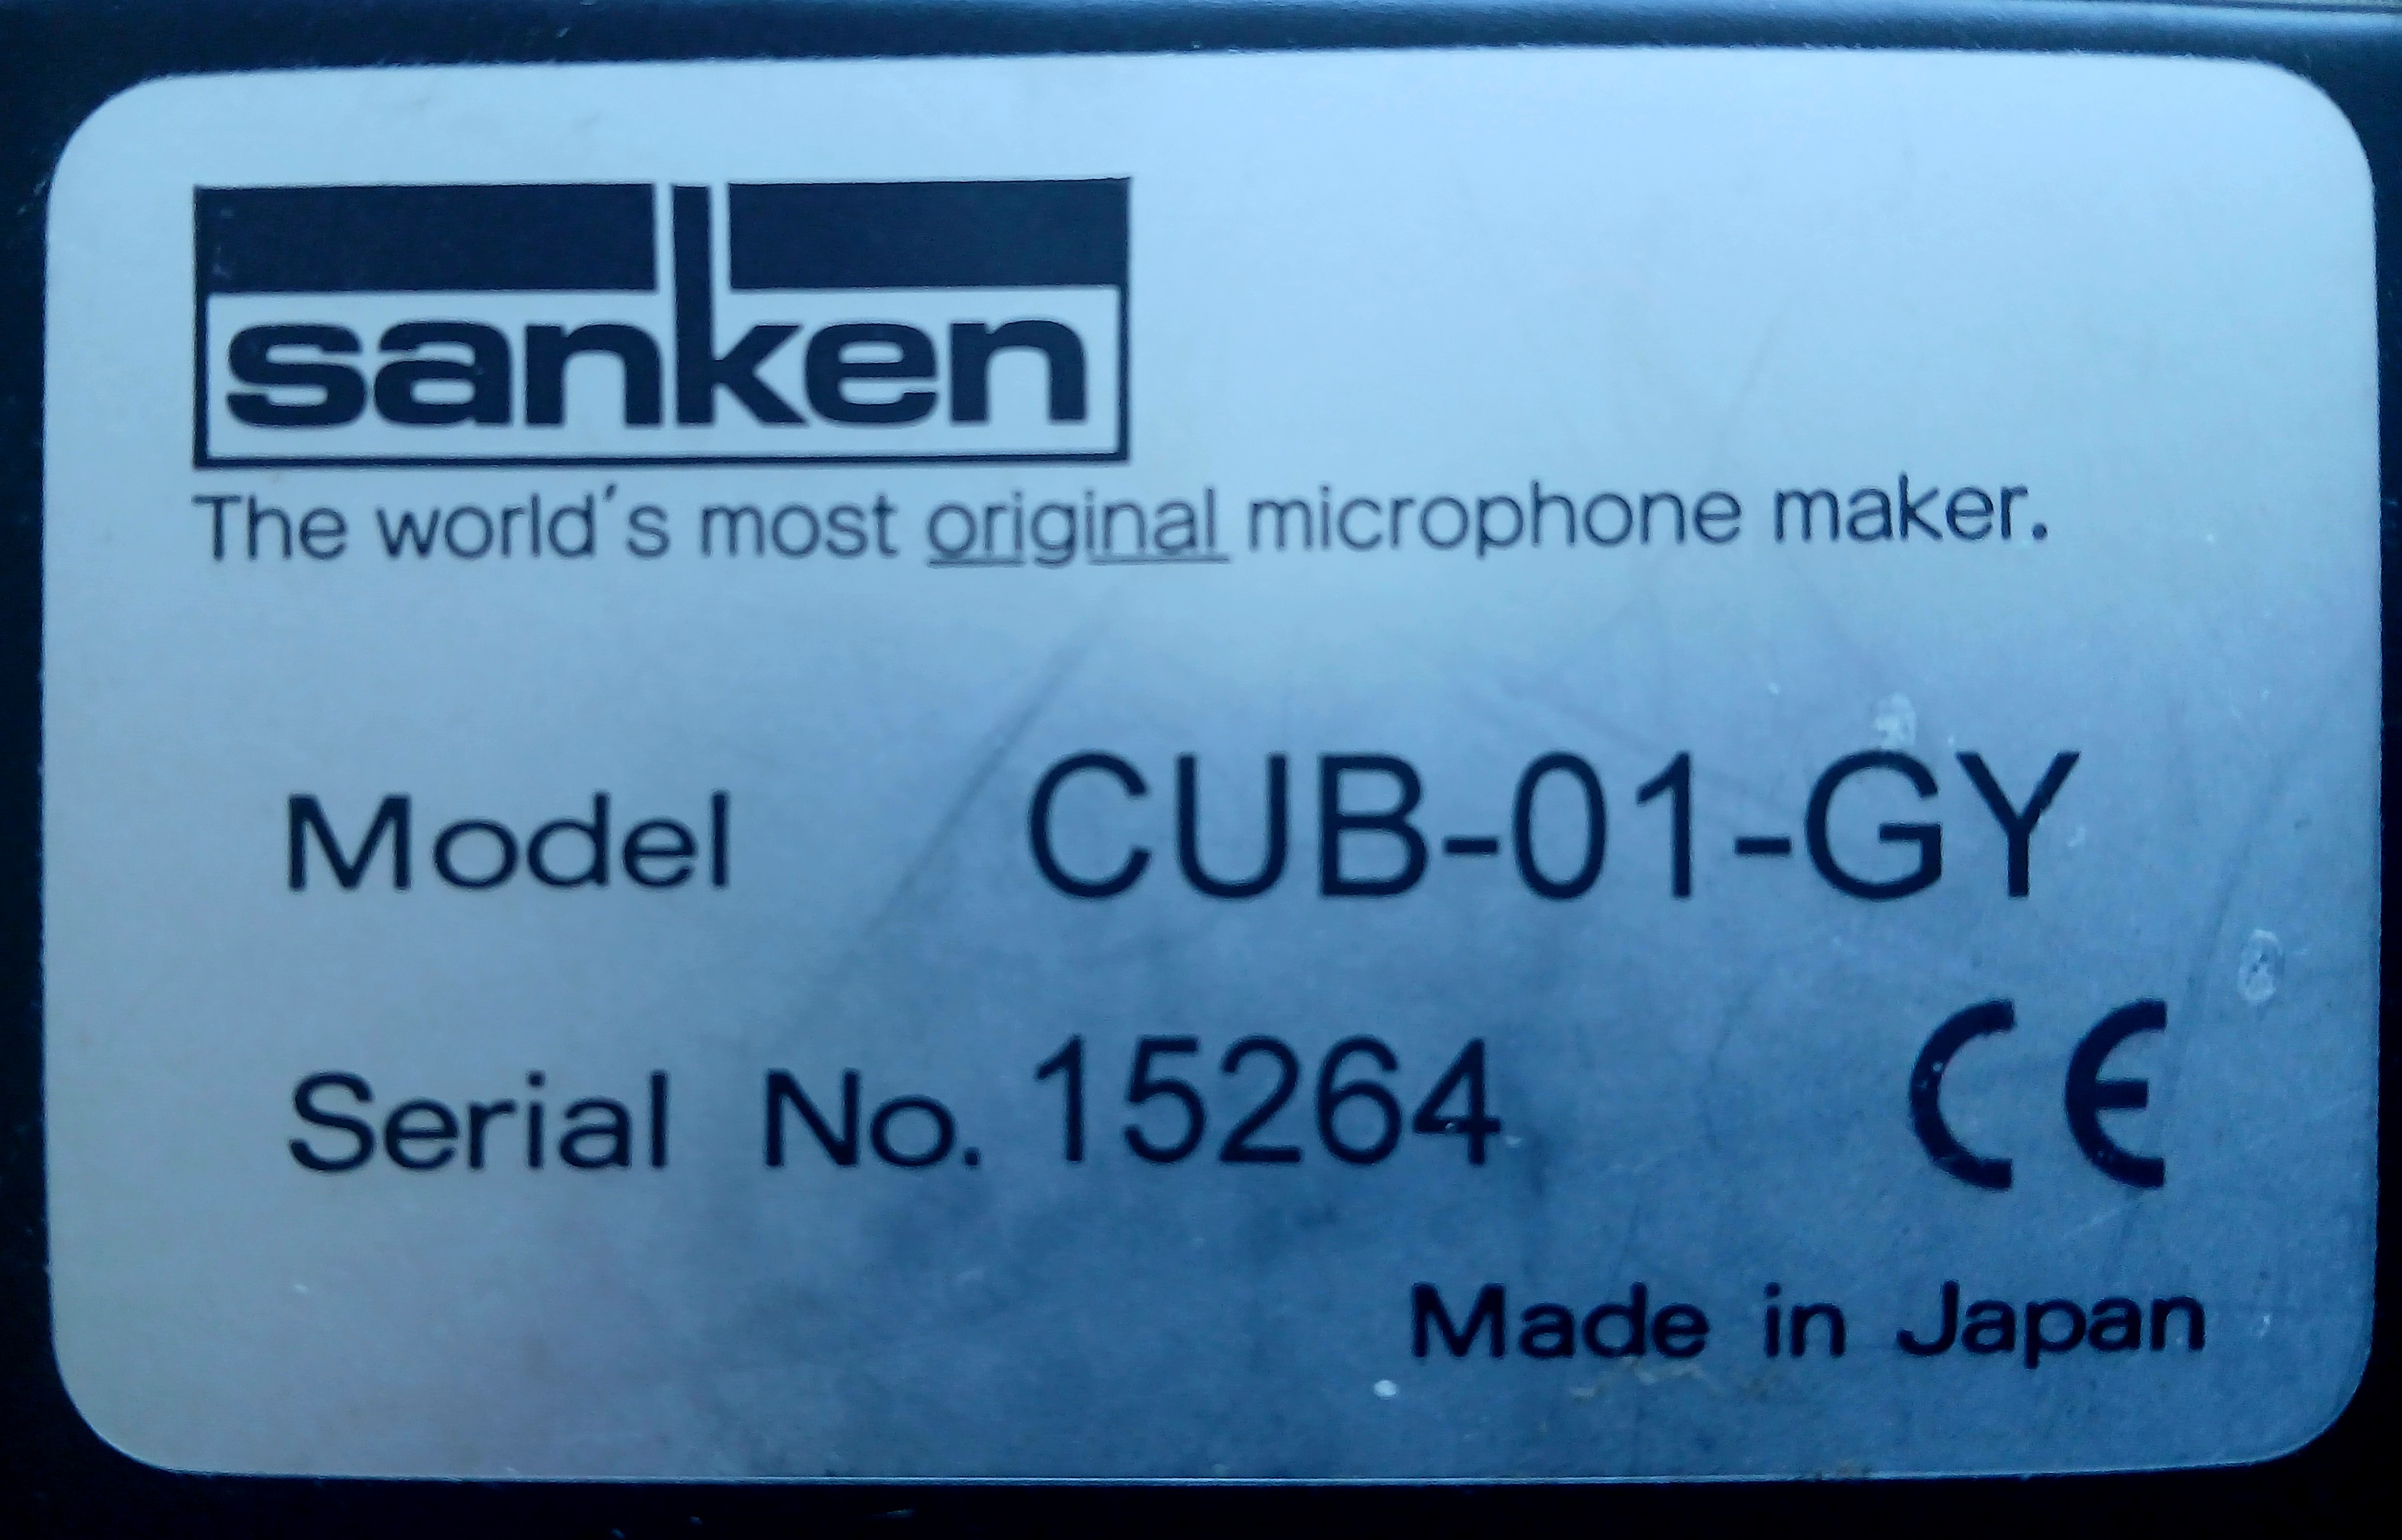 sanken
The world's most original microphone maker.
Model CUB-01-GY
Serial No. 15264 CE
Made in Japan